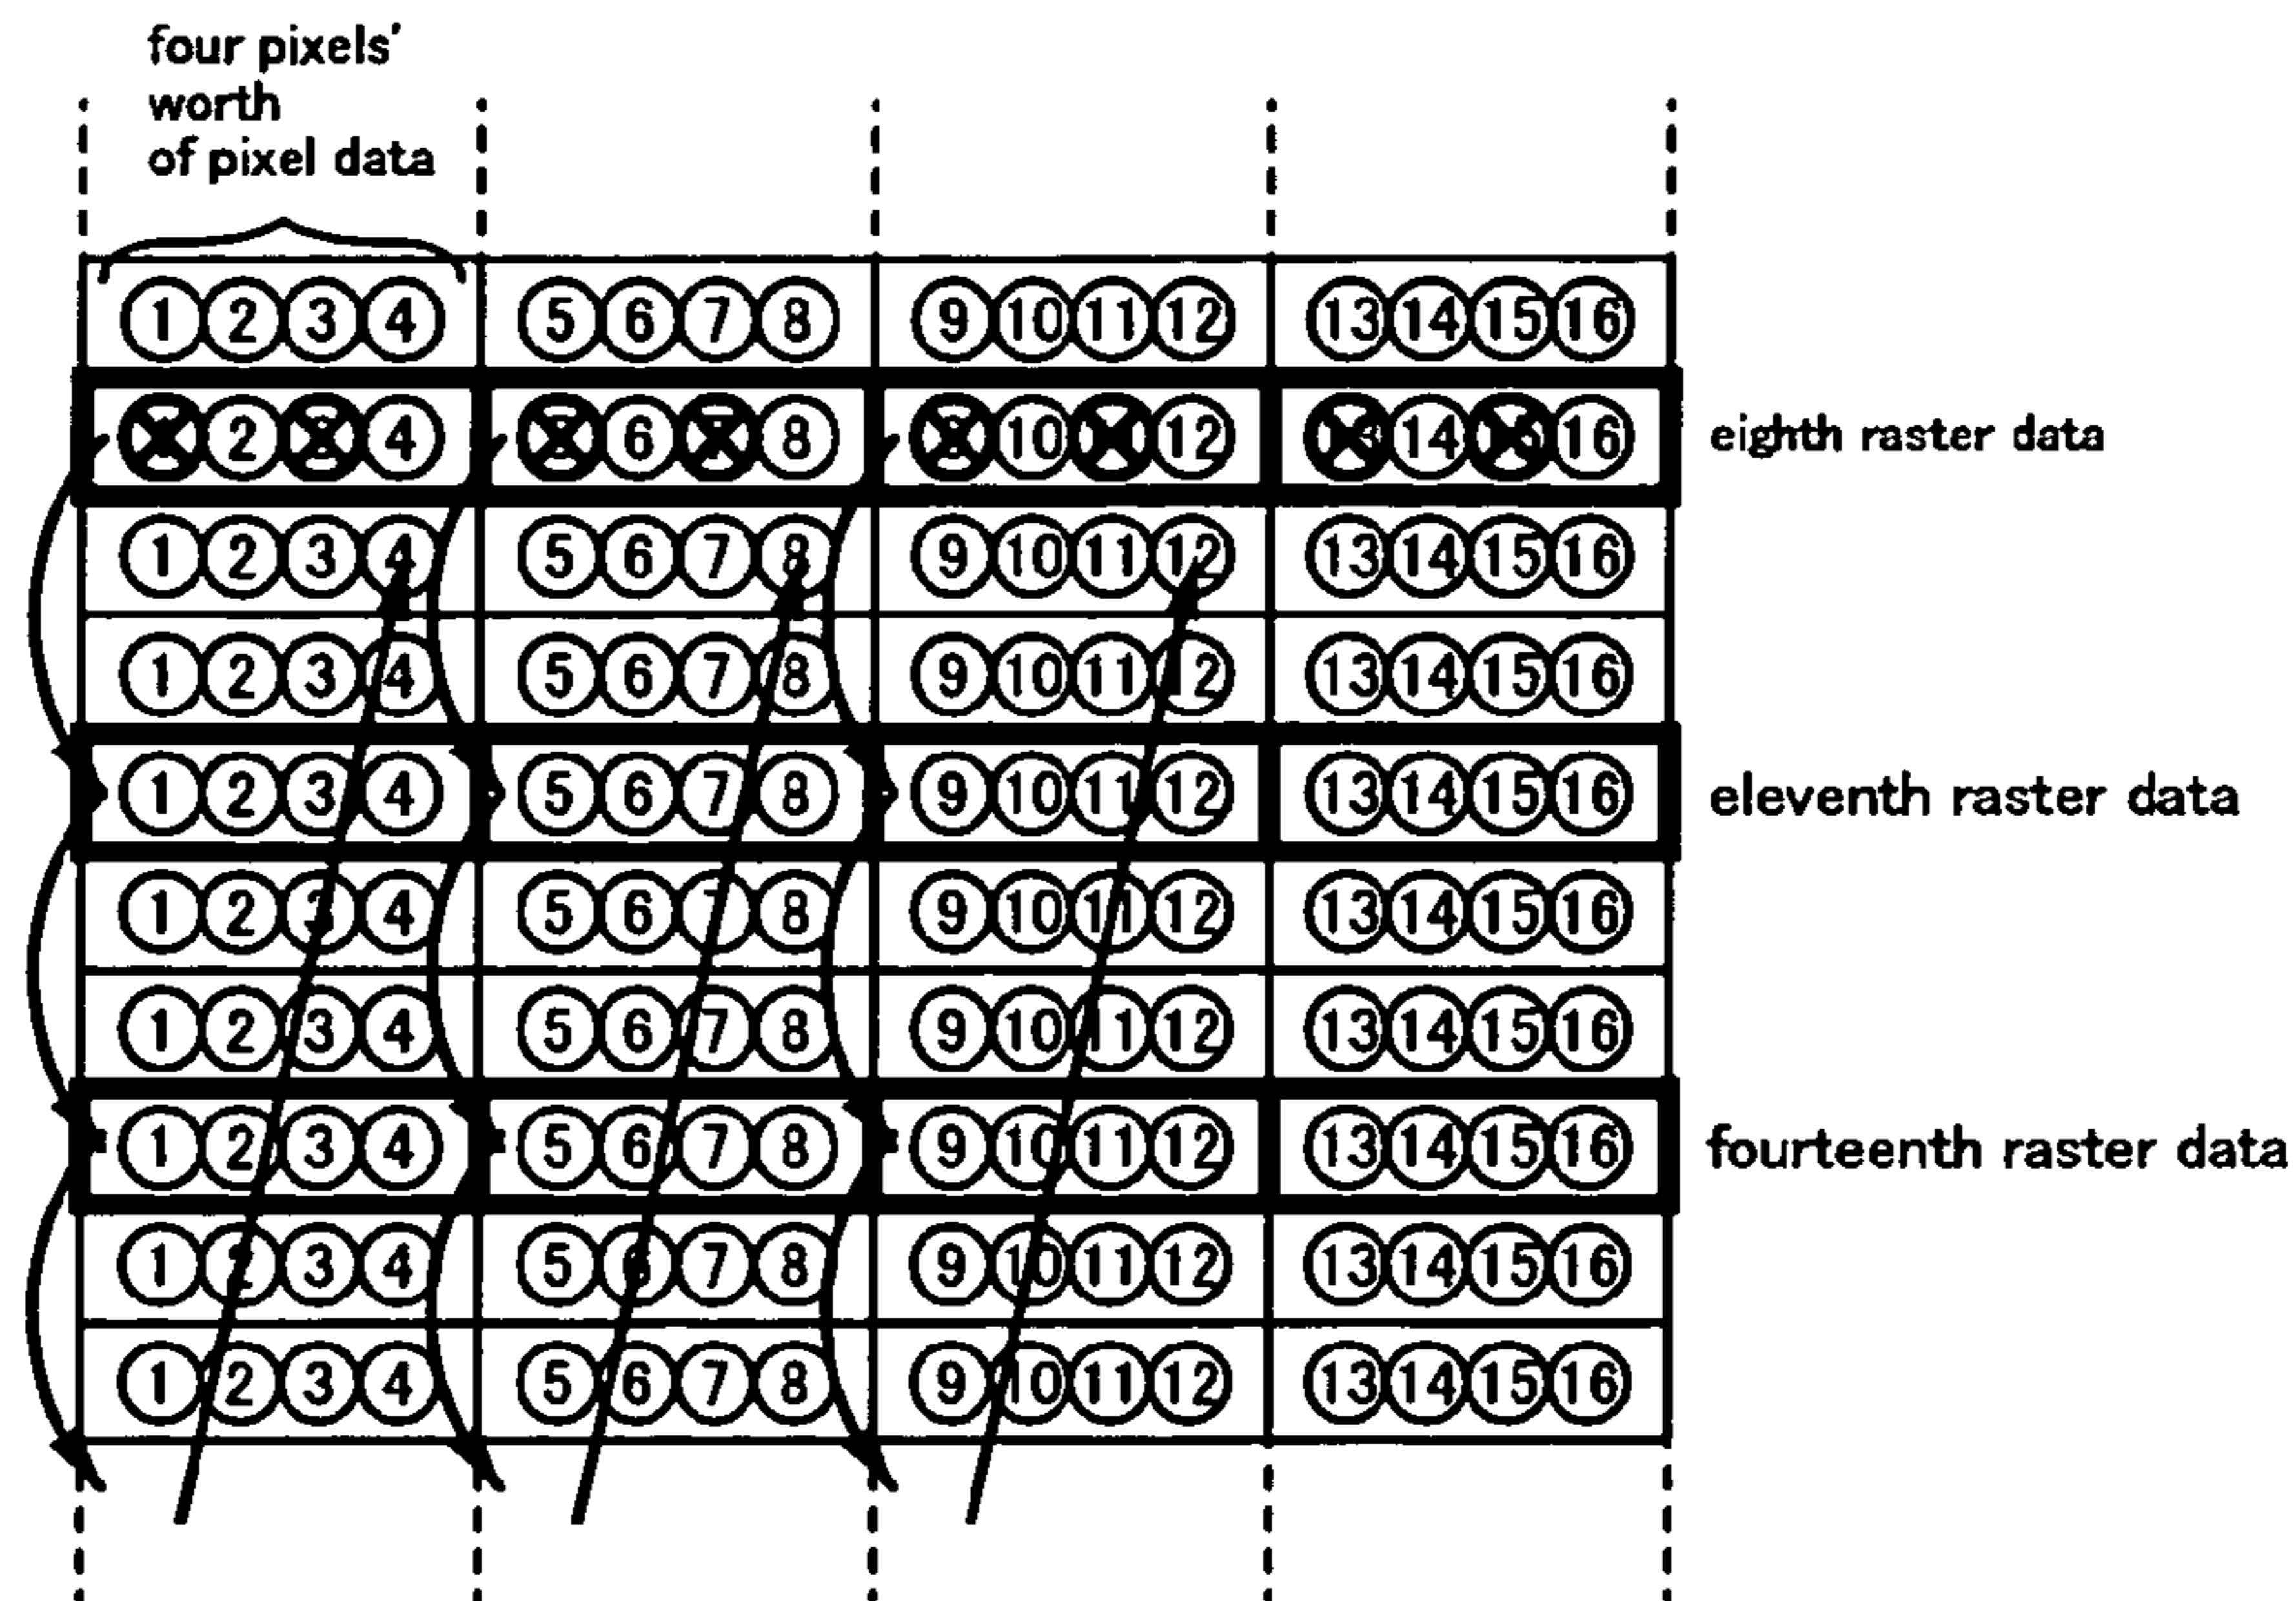 four pixels'
worth
of pixel data
① ② ③ ④ ⑤ ⑥ ⑦ ⑧ ⑨ ⑩ ⑪ ⑫ ⑬ ⑭ ⑮ ⑯
② ④ ⑥ ⑧ ⑩ ⑫ ⑭ ⑯ eighth raster data
① ② ③ ④ ⑤ ⑥ ⑦ ⑧ ⑨ ⑩ ⑪ ⑫ ⑬ ⑭ ⑮ ⑯
① ② ③ ④ ⑤ ⑥ ⑦ ⑧ ⑨ ⑩ ⑪ ⑫ ⑬ ⑭ ⑮ ⑯
① ② ③ ④ ⑤ ⑥ ⑦ ⑧ ⑨ ⑩ ⑪ ⑫ ⑬ ⑭ ⑮ ⑯ eleventh raster data
① ② ③ ④ ⑤ ⑥ ⑦ ⑧ ⑨ ⑩ ⑪ ⑫ ⑬ ⑭ ⑮ ⑯
① ② ③ ④ ⑤ ⑥ ⑦ ⑧ ⑨ ⑩ ⑪ ⑫ ⑬ ⑭ ⑮ ⑯
① ② ③ ④ ⑤ ⑥ ⑦ ⑧ ⑨ ⑩ ⑪ ⑫ ⑬ ⑭ ⑮ ⑯ fourteenth raster data
① ② ③ ④ ⑤ ⑥ ⑦ ⑧ ⑨ ⑩ ⑪ ⑫ ⑬ ⑭ ⑮ ⑯
① ② ③ ④ ⑤ ⑥ ⑦ ⑧ ⑨ ⑩ ⑪ ⑫ ⑬ ⑭ ⑮ ⑯